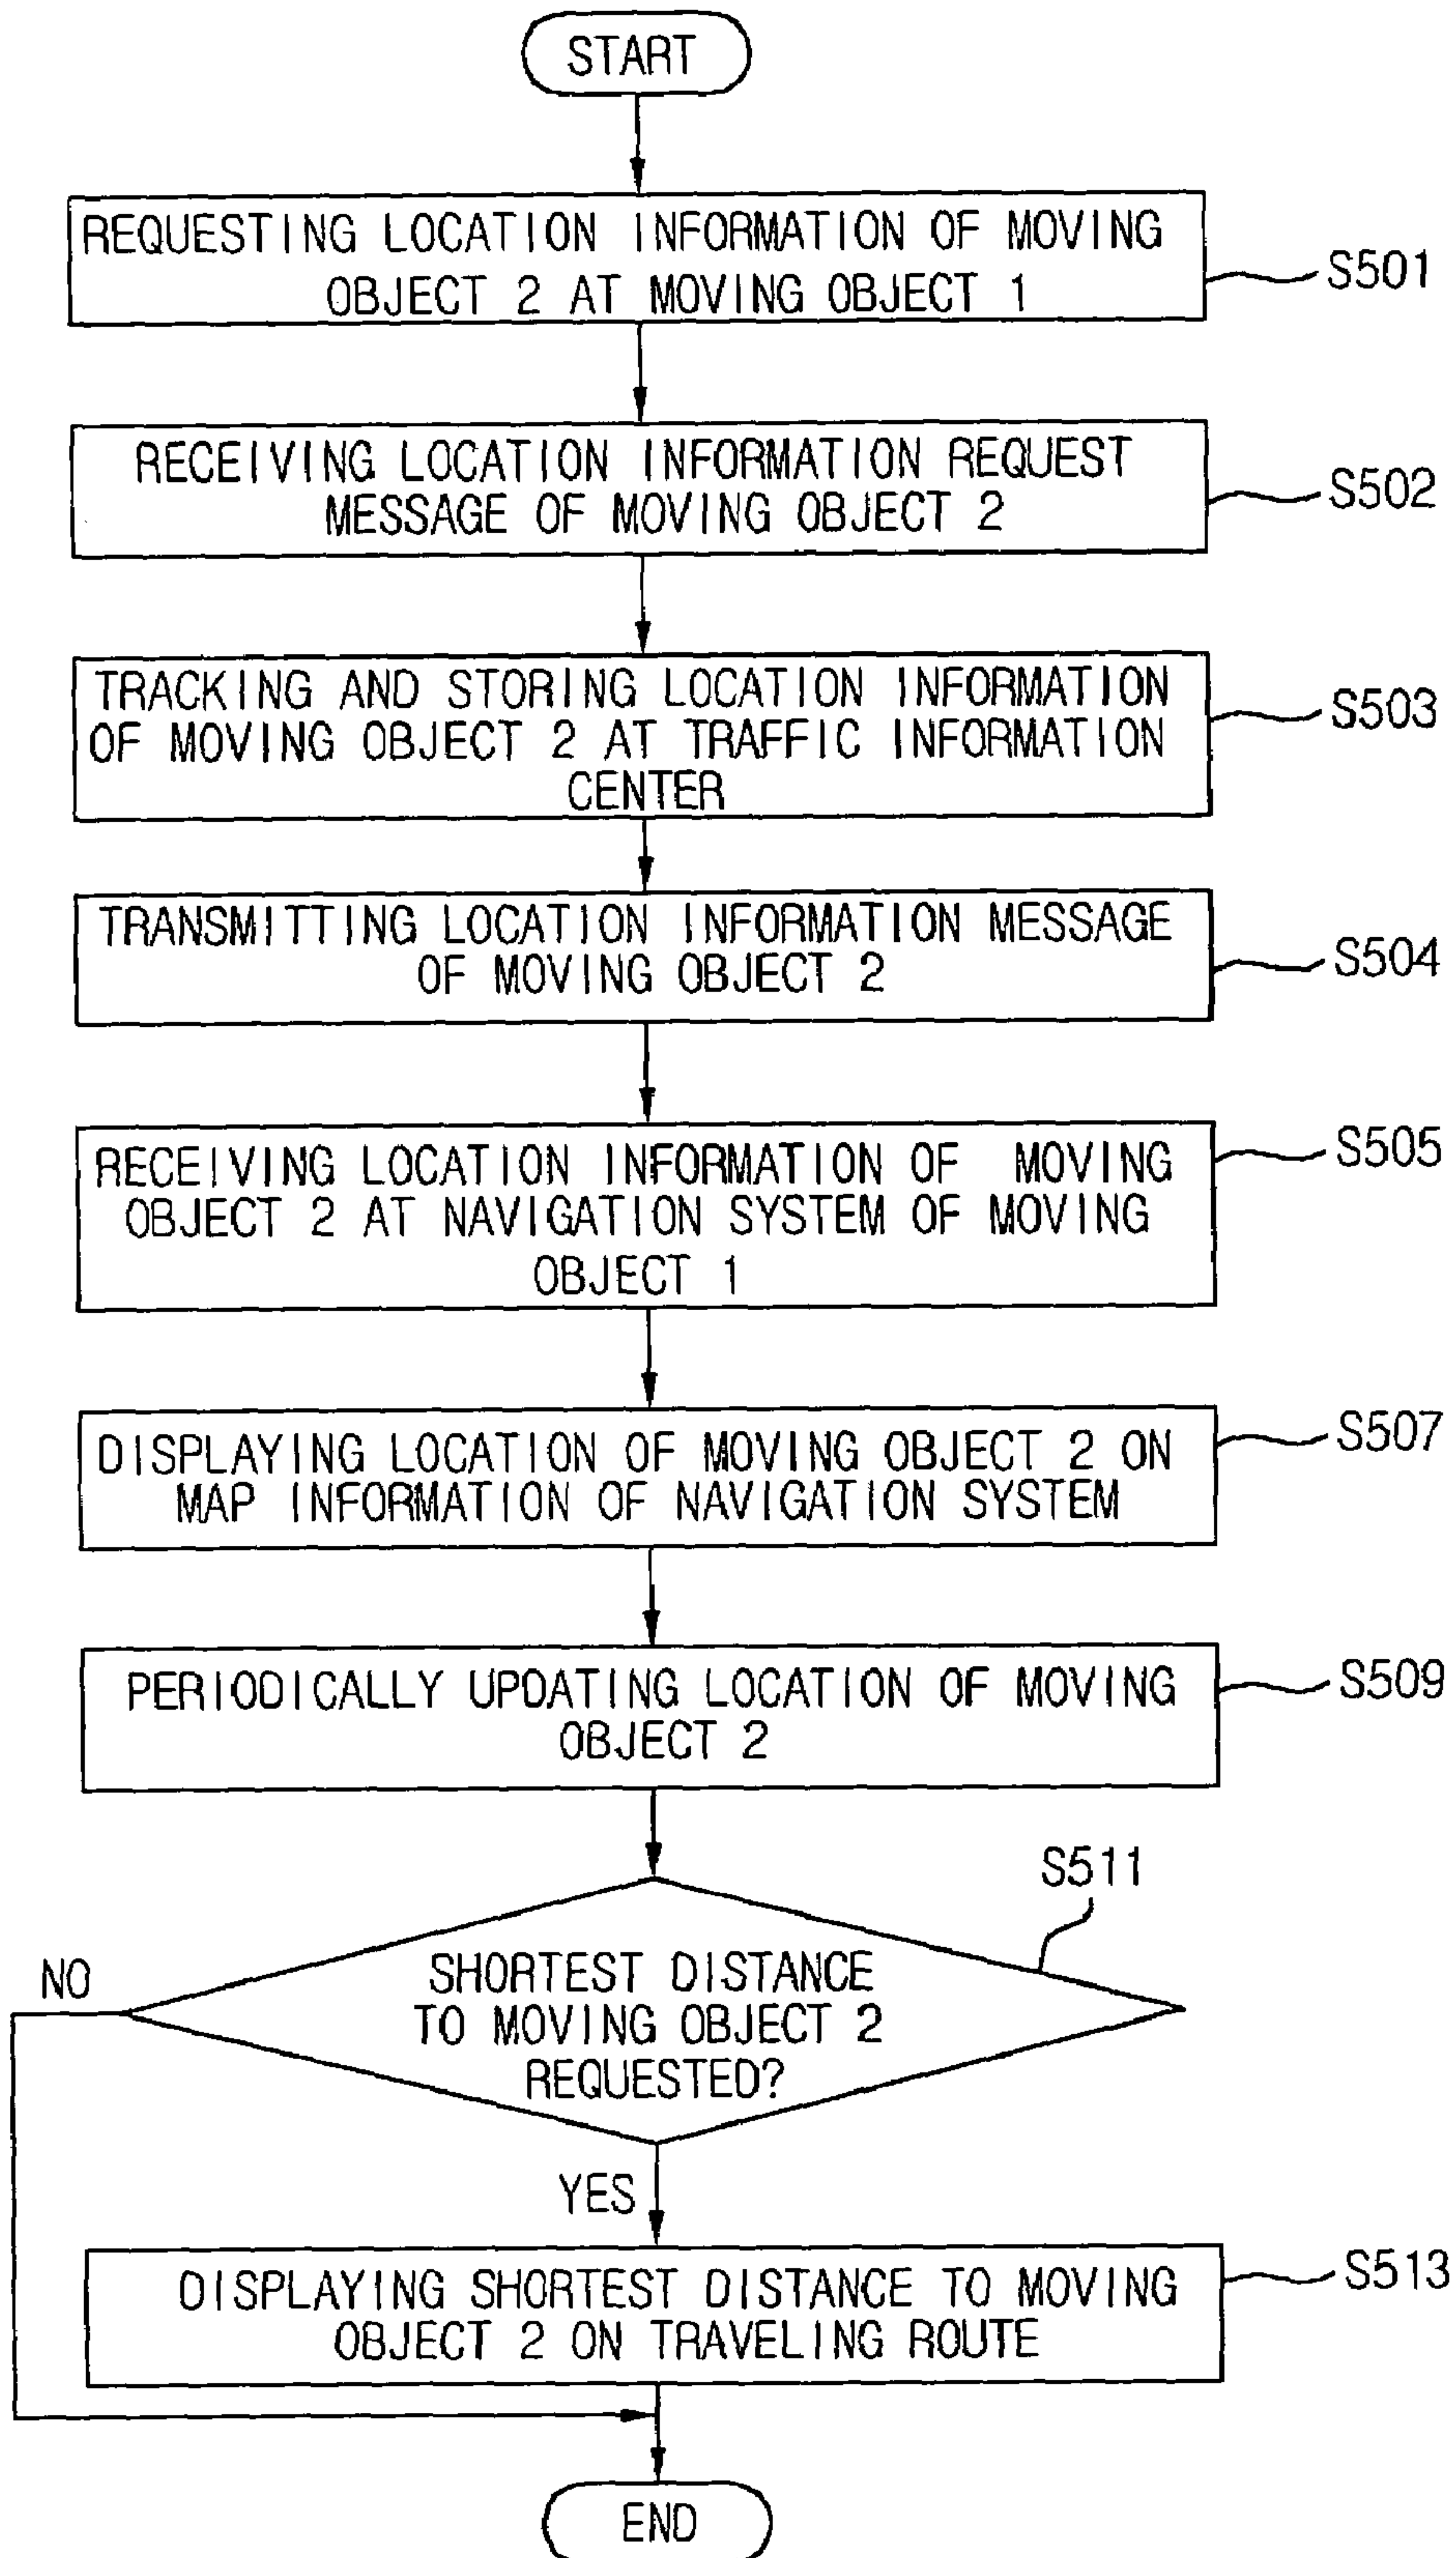 START
REQUESTING LOCATION INFORMATION OF MOVING
OBJECT 2 AT MOVING OBJECT 1
S501
RECEIVING LOCATION INFORMATION REQUEST
MESSAGE OF MOVING OBJECT 2
S502
TRACKING AND STORING LOCATION INFORMATION
OF MOVING OBJECT 2 AT TRAFFIC INFORMATION
CENTER
S503
TRANSMITTING LOCATION INFORMATION MESSAGE
OF MOVING OBJECT 2
S504
RECEIVING LOCATION INFORMATION OF MOVING
OBJECT 2 AT NAVIGATION SYSTEM OF MOVING
OBJECT 1
S505
DISPLAYING LOCATION OF MOVING OBJECT 2 ON
MAP INFORMATION OF NAVIGATION SYSTEM
S507
PERIODICALLY UPDATING LOCATION OF MOVING
OBJECT 2
S509
S511
SHORTEST DISTANCE
TO MOVING OBJECT 2
REQUESTED?
NO
YES
DISPLAYING SHORTEST DISTANCE TO MOVING
OBJECT 2 ON TRAVELING ROUTE
S513
END